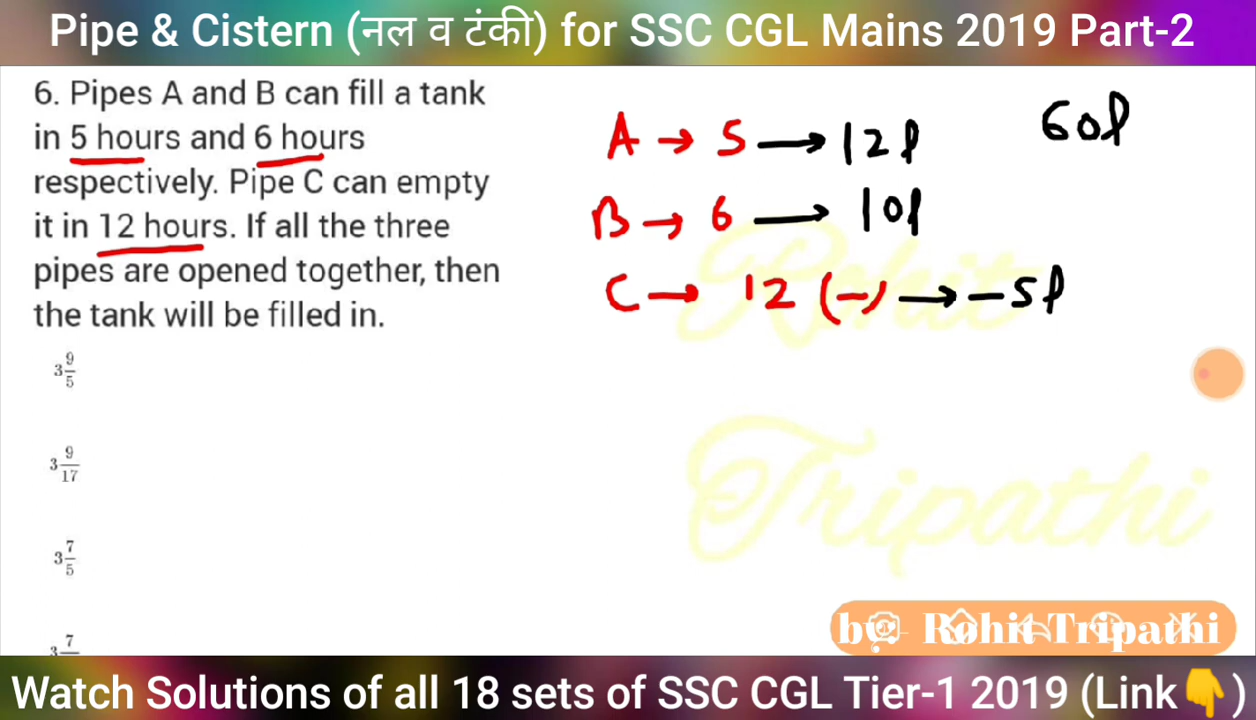 Pipe & Cistern (नल व टंकी) for SSC CGL Mains 2019 Part-2
6. Pipes A and B can fill a tank
in 5 hours and 6 hours
respectively. Pipe C can empty
it in 12 hours. If all the three
pipes are opened together, then
the tank will be filled in.
3 9/5
3 9/17
3 7/5
3 7
60l
A → 5 → 12l
B → 6 → 10l
C → 12 (-) → -5l
Rohit
Tripathi
by: Rohit Tripathi
Watch Solutions of all 18 sets of SSC CGL Tier-1 2019 (Link👇)